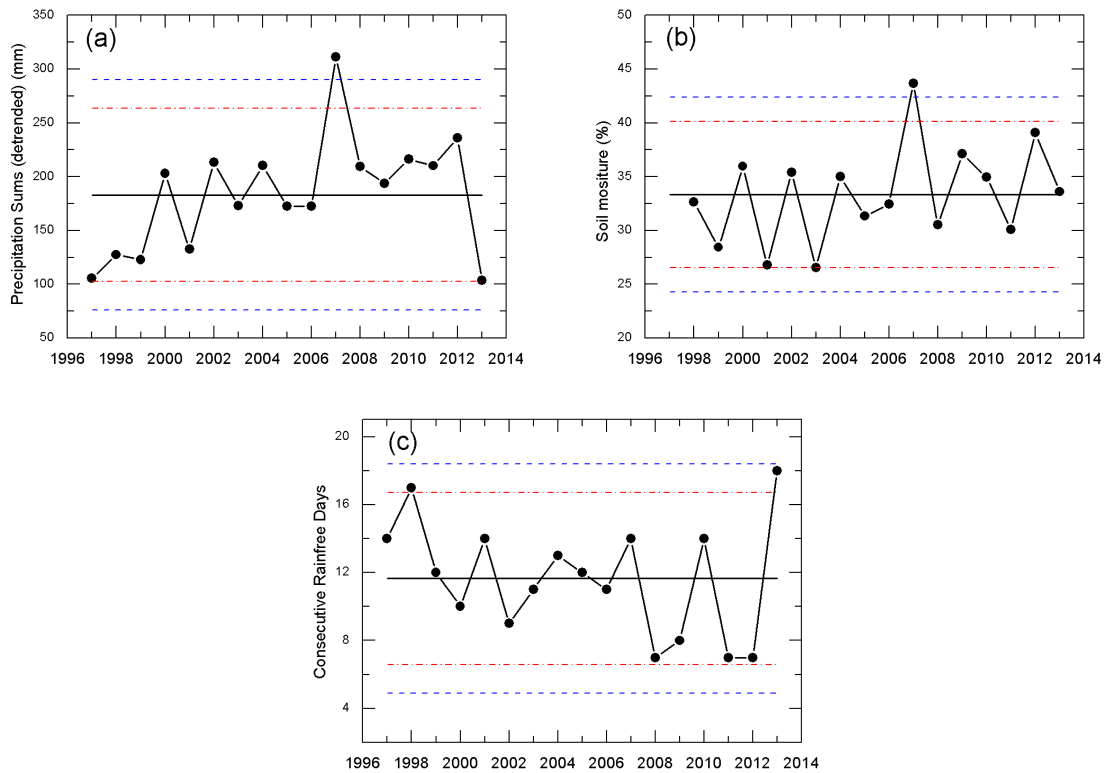 (a)
Precipitation Sums (detrended) (mm)
350
300
250
200
150
100
50
1996 1998 2000 2002 2004 2006 2008 2010 2012 2014
(b)
Soil mositure (%)
50
45
40
35
30
25
20
1996 1998 2000 2002 2004 2006 2008 2010 2012 2014
(c)
Consecutive Rainfree Days
20
16
12
8
4
1996 1998 2000 2002 2004 2006 2008 2010 2012 2014